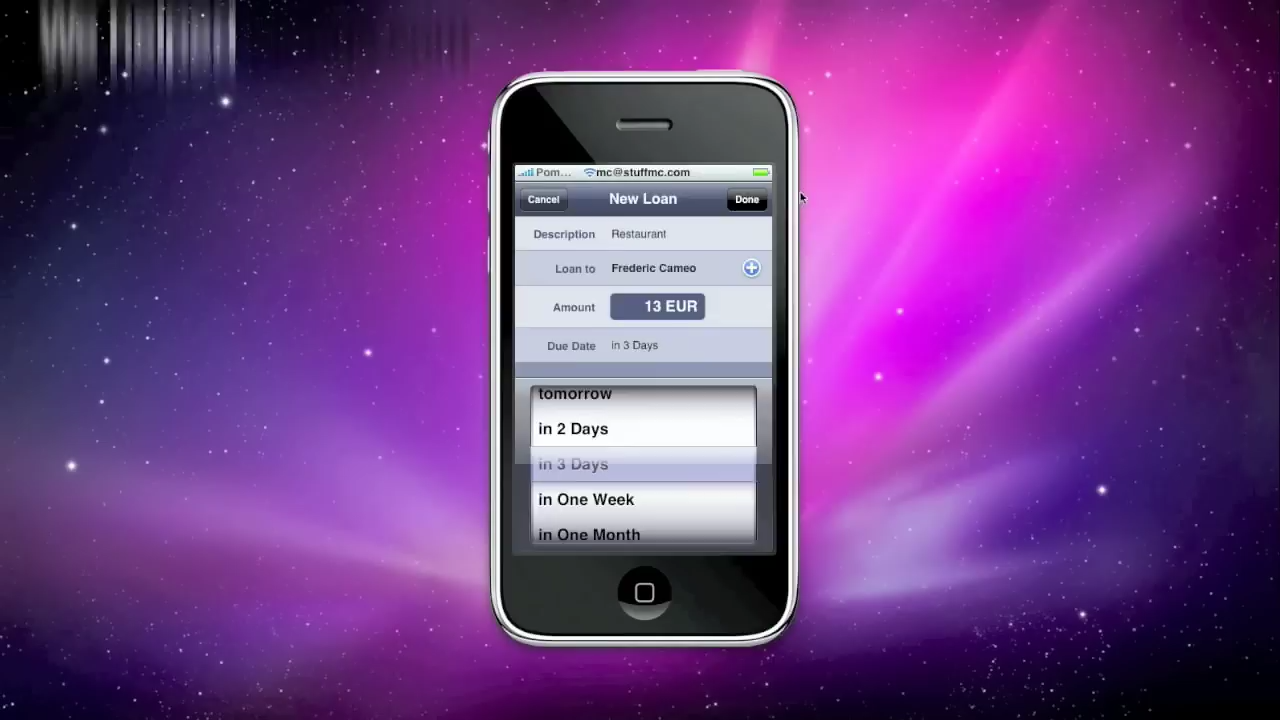 Pom... mc@stuffmc.com
Cancel New Loan Done
Description Restaurant
Loan to Frederic Cameo
Amount 13 EUR
Due Date in 3 Days
tomorrow
in 2 Days
in 3 Days
in One Week
in One Month